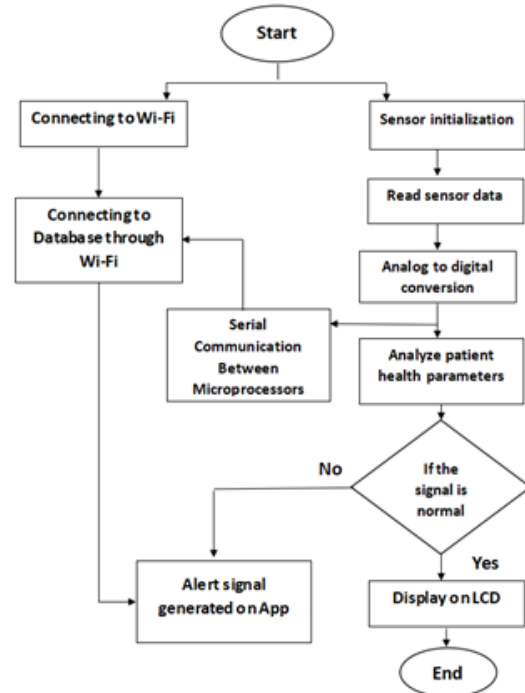 Start
Connecting to Wi-Fi
Sensor initialization
Read sensor data
Connecting to
Database through
Wi-Fi
Analog to digital
conversion
Serial
Communication
Between
Microprocessors
Analyze patient
health parameters
No
If the
signal is
normal
Yes
Alert signal
generated on App
Display on LCD
End